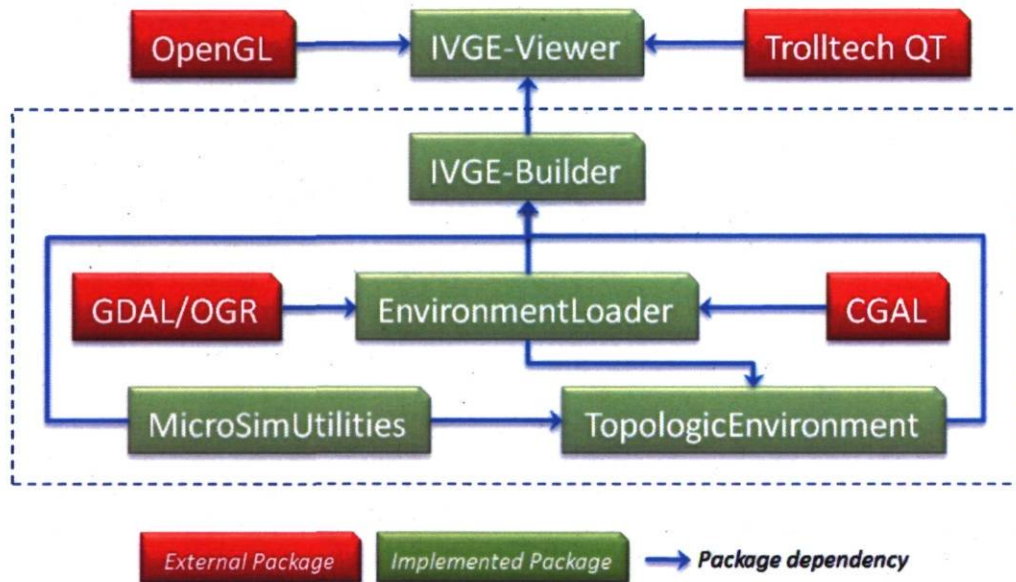 OpenGL
IVGE-Viewer
Trolltech QT
IVGE-Builder
GDAL/OGR
EnvironmentLoader
CGAL
MicroSimUtilities
TopologicEnvironment
External Package
Implemented Package
Package dependency